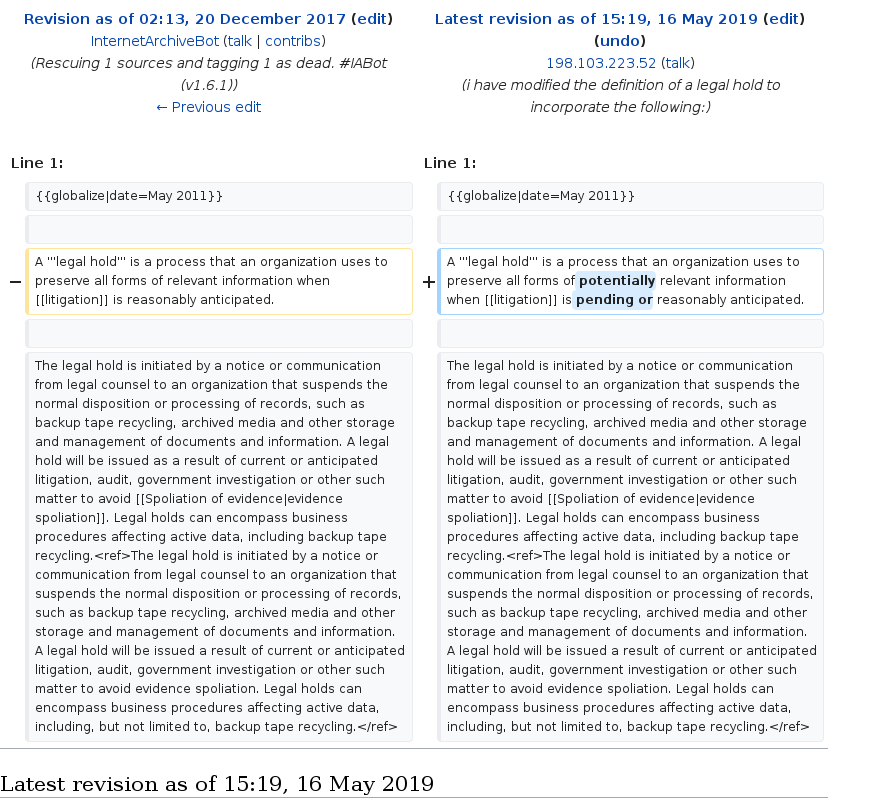 Revision as of 02:13, 20 December 2017 (edit)
InternetArchiveBot (talk | contribs)
(Rescuing 1 sources and tagging 1 as dead. #IABot
(v1.6.1))
← Previous edit
Latest revision as of 15:19, 16 May 2019 (edit)
(undo)
198.103.223.52 (talk)
(i have modified the definition of a legal hold to
incorporate the following:)
Line 1:
{{globalize|date=May 2011}}
− A '''legal hold''' is a process that an organization uses to
preserve all forms of relevant information when
[[litigation]] is reasonably anticipated.
The legal hold is initiated by a notice or communication
from legal counsel to an organization that suspends the
normal disposition or processing of records, such as
backup tape recycling, archived media and other storage
and management of documents and information. A legal
hold will be issued as a result of current or anticipated
litigation, audit, government investigation or other such
matter to avoid [[Spoliation of evidence|evidence
spoliation]]. Legal holds can encompass business
procedures affecting active data, including backup tape
recycling.<ref>The legal hold is initiated by a notice or
communication from legal counsel to an organization that
suspends the normal disposition or processing of records,
such as backup tape recycling, archived media and other
storage and management of documents and information.
A legal hold will be issued a result of current or anticipated
litigation, audit, government investigation or other such
matter to avoid evidence spoliation. Legal holds can
encompass business procedures affecting active data,
including, but not limited to, backup tape recycling.</ref>
Line 1:
{{globalize|date=May 2011}}
+ A '''legal hold''' is a process that an organization uses to
preserve all forms of potentially relevant information
when [[litigation]] is pending or reasonably anticipated.
The legal hold is initiated by a notice or communication
from legal counsel to an organization that suspends the
normal disposition or processing of records, such as
backup tape recycling, archived media and other storage
and management of documents and information. A legal
hold will be issued as a result of current or anticipated
litigation, audit, government investigation or other such
matter to avoid [[Spoliation of evidence|evidence
spoliation]]. Legal holds can encompass business
procedures affecting active data, including backup tape
recycling.<ref>The legal hold is initiated by a notice or
communication from legal counsel to an organization that
suspends the normal disposition or processing of records,
such as backup tape recycling, archived media and other
storage and management of documents and information.
A legal hold will be issued a result of current or anticipated
litigation, audit, government investigation or other such
matter to avoid evidence spoliation. Legal holds can
encompass business procedures affecting active data,
including, but not limited to, backup tape recycling.</ref>
Latest revision as of 15:19, 16 May 2019